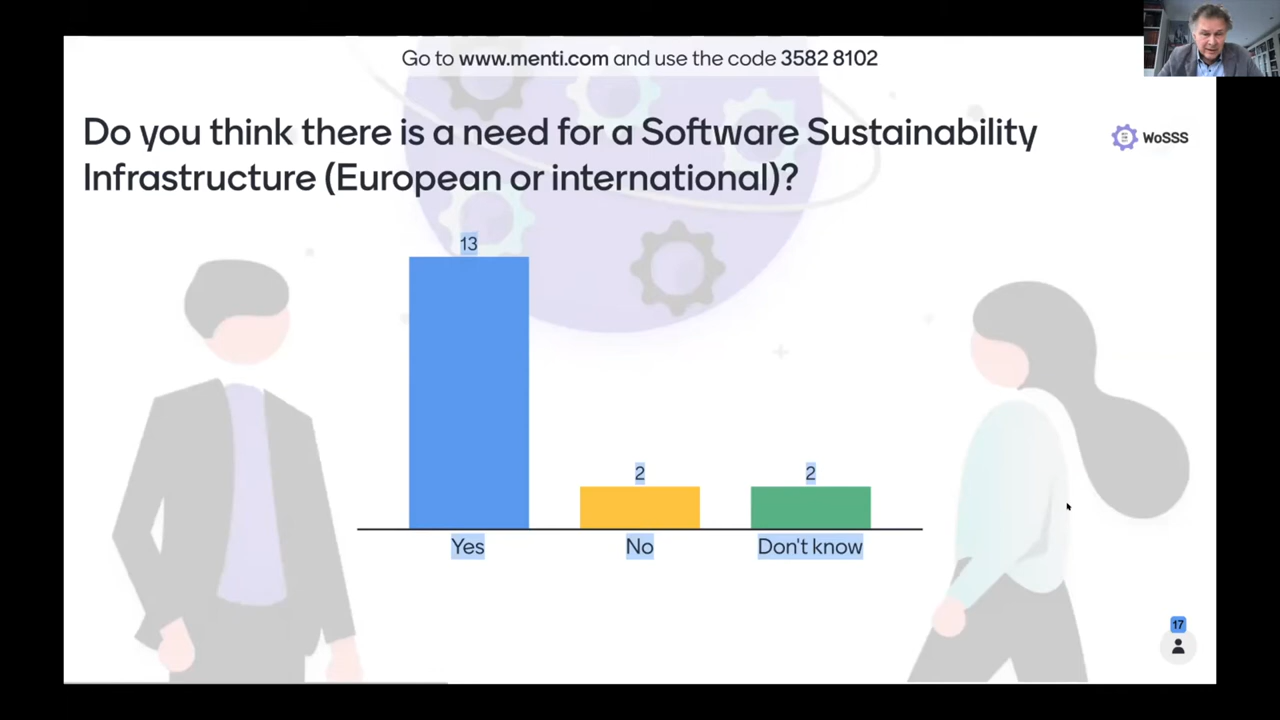 Go to www.menti.com and use the code 3582 8102
Do you think there is a need for a Software Sustainability
Infrastructure (European or international)?
WoSSS
13
2
2
Yes
No
Don't know
17